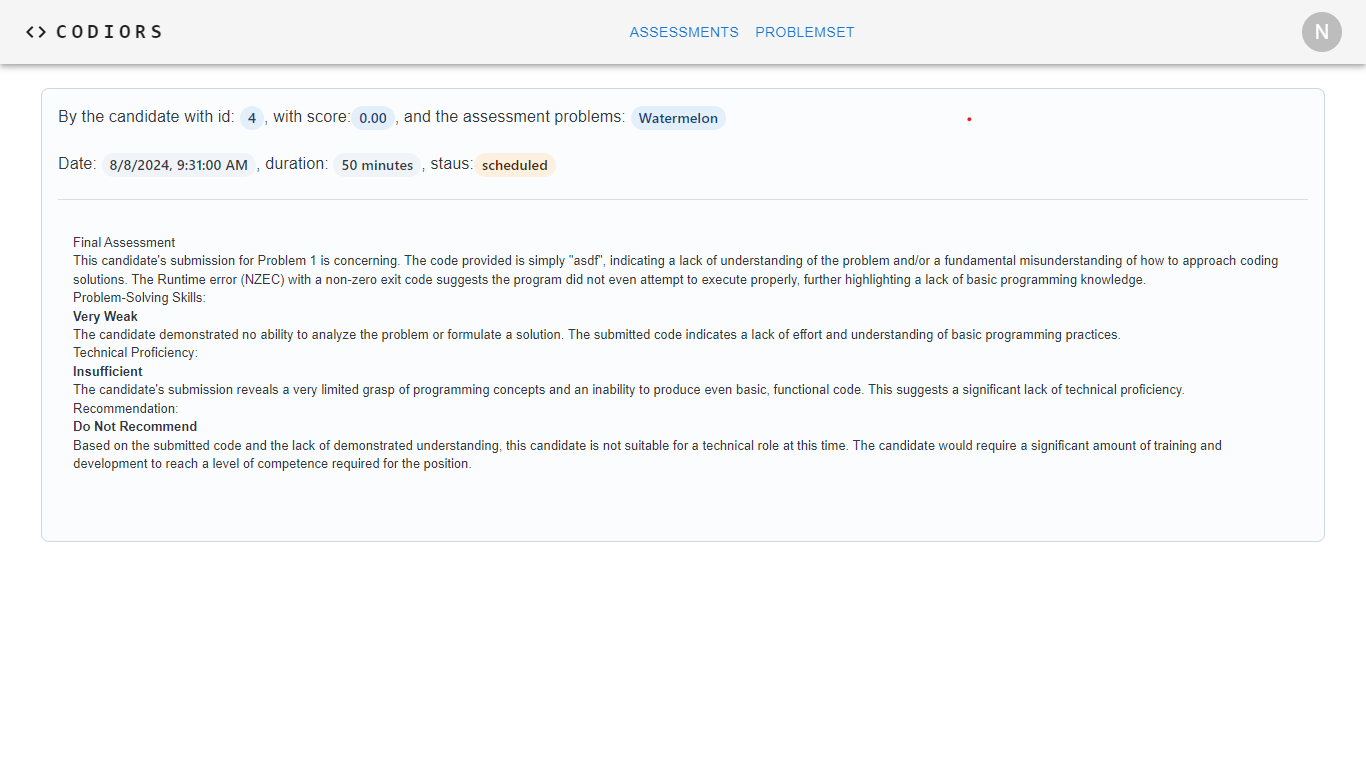 <> CODIORS ASSESSMENTS PROBLEMSET N
By the candidate with id: 4 , with score: 0.00 , and the assessment problems: Watermelon
Date: 8/8/2024, 9:31:00 AM , duration: 50 minutes , staus: scheduled
Final Assessment
This candidate's submission for Problem 1 is concerning. The code provided is simply "asdf", indicating a lack of understanding of the problem and/or a fundamental misunderstanding of how to approach coding
solutions. The Runtime error (NZEC) with a non-zero exit code suggests the program did not even attempt to execute properly, further highlighting a lack of basic programming knowledge.
Problem-Solving Skills:
Very Weak
The candidate demonstrated no ability to analyze the problem or formulate a solution. The submitted code indicates a lack of effort and understanding of basic programming practices.
Technical Proficiency:
Insufficient
The candidate's submission reveals a very limited grasp of programming concepts and an inability to produce even basic, functional code. This suggests a significant lack of technical proficiency.
Recommendation:
Do Not Recommend
Based on the submitted code and the lack of demonstrated understanding, this candidate is not suitable for a technical role at this time. The candidate would require a significant amount of training and
development to reach a level of competence required for the position.